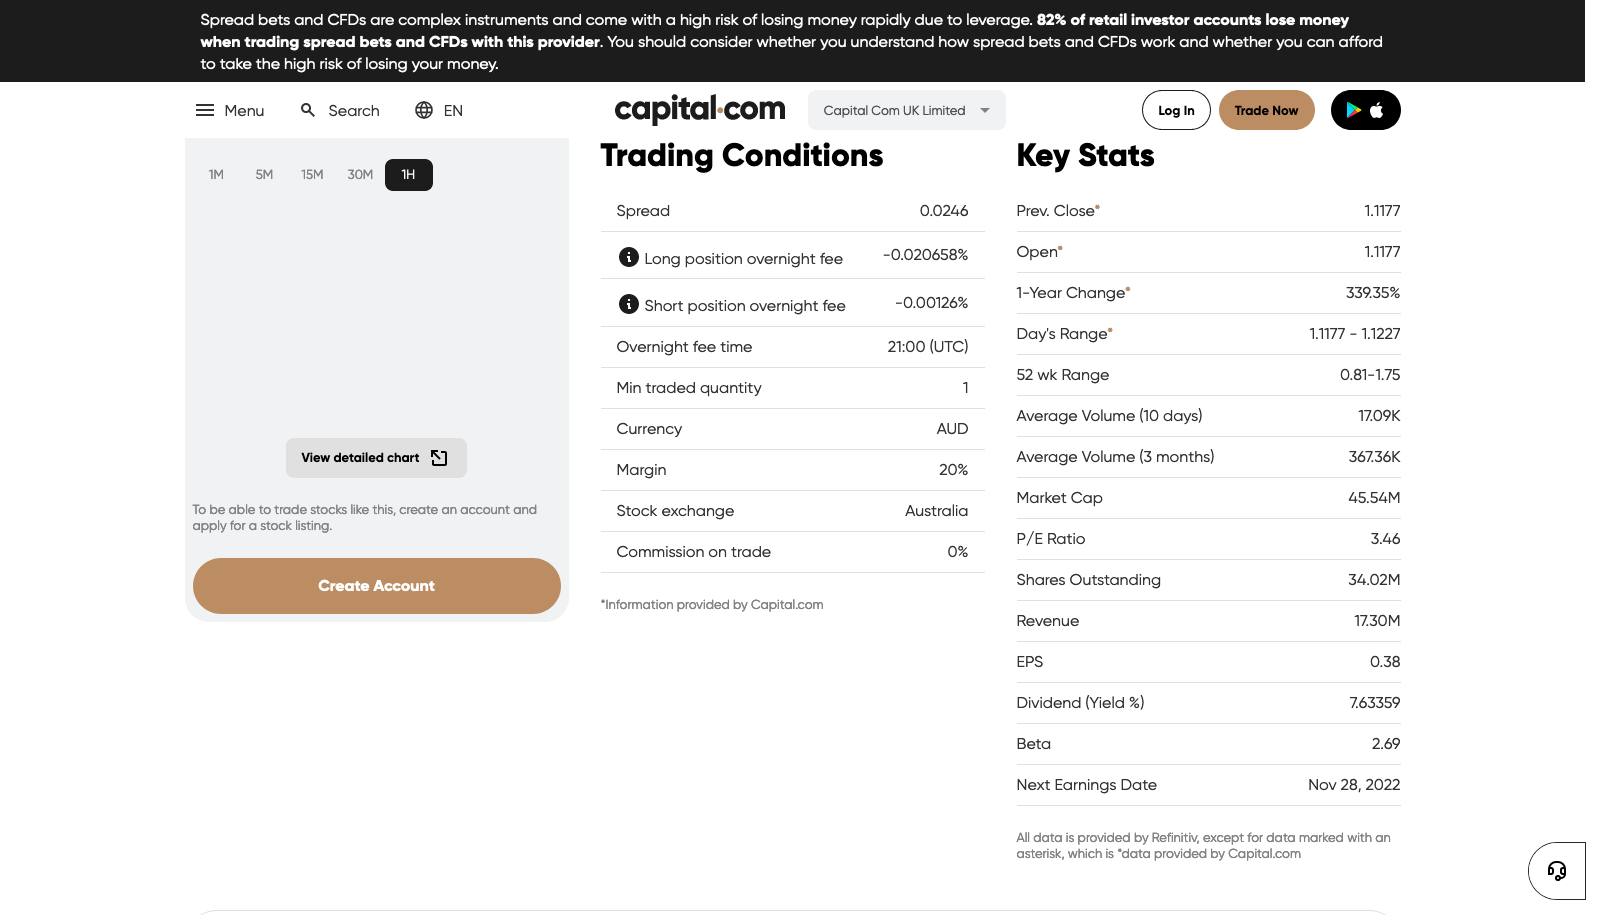 Spread bets and CFDs are complex instruments and come with a high risk of losing money rapidly due to leverage. 82% of retail investor accounts lose money
when trading spread bets and CFDs with this provider. You should consider whether you understand how spread bets and CFDs work and whether you can afford
to take the high risk of losing your money.
Menu Search EN capital.com Capital Com UK Limited Log In Trade Now
1M 5M 15M 30M 1H
View detailed chart
To be able to trade stocks like this, create an account and
apply for a stock listing.
Create Account
Trading Conditions
Spread 0.0246
Long position overnight fee -0.020658%
Short position overnight fee -0.00126%
Overnight fee time 21:00 (UTC)
Min traded quantity 1
Currency AUD
Margin 20%
Stock exchange Australia
Commission on trade 0%
*Information provided by Capital.com
Key Stats
Prev. Close* 1.1177
Open* 1.1177
1-Year Change* 339.35%
Day's Range* 1.1177 - 1.1227
52 wk Range 0.81-1.75
Average Volume (10 days) 17.09K
Average Volume (3 months) 367.36K
Market Cap 45.54M
P/E Ratio 3.46
Shares Outstanding 34.02M
Revenue 17.30M
EPS 0.38
Dividend (Yield %) 7.63359
Beta 2.69
Next Earnings Date Nov 28, 2022
All data is provided by Refinitiv, except for data marked with an
asterisk, which is *data provided by Capital.com